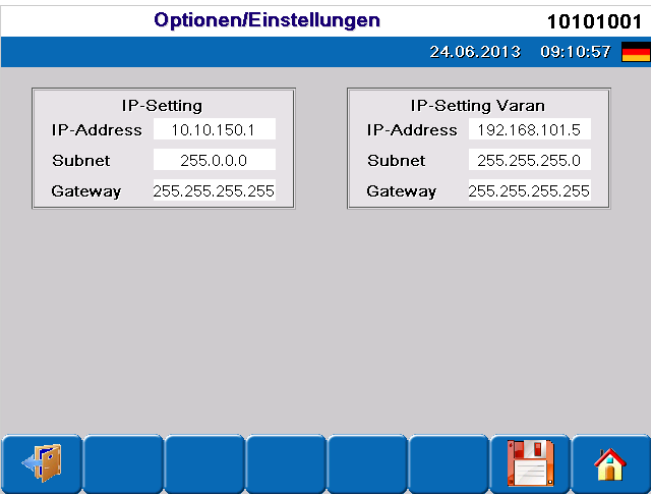 Optionen/Einstellungen 10101001
24.06.2013 09:10:57
IP-Setting
IP-Address 10.10.150.1
Subnet 255.0.0.0
Gateway 255.255.255.255
IP-Setting Varan
IP-Address 192.168.101.5
Subnet 255.255.255.0
Gateway 255.255.255.255